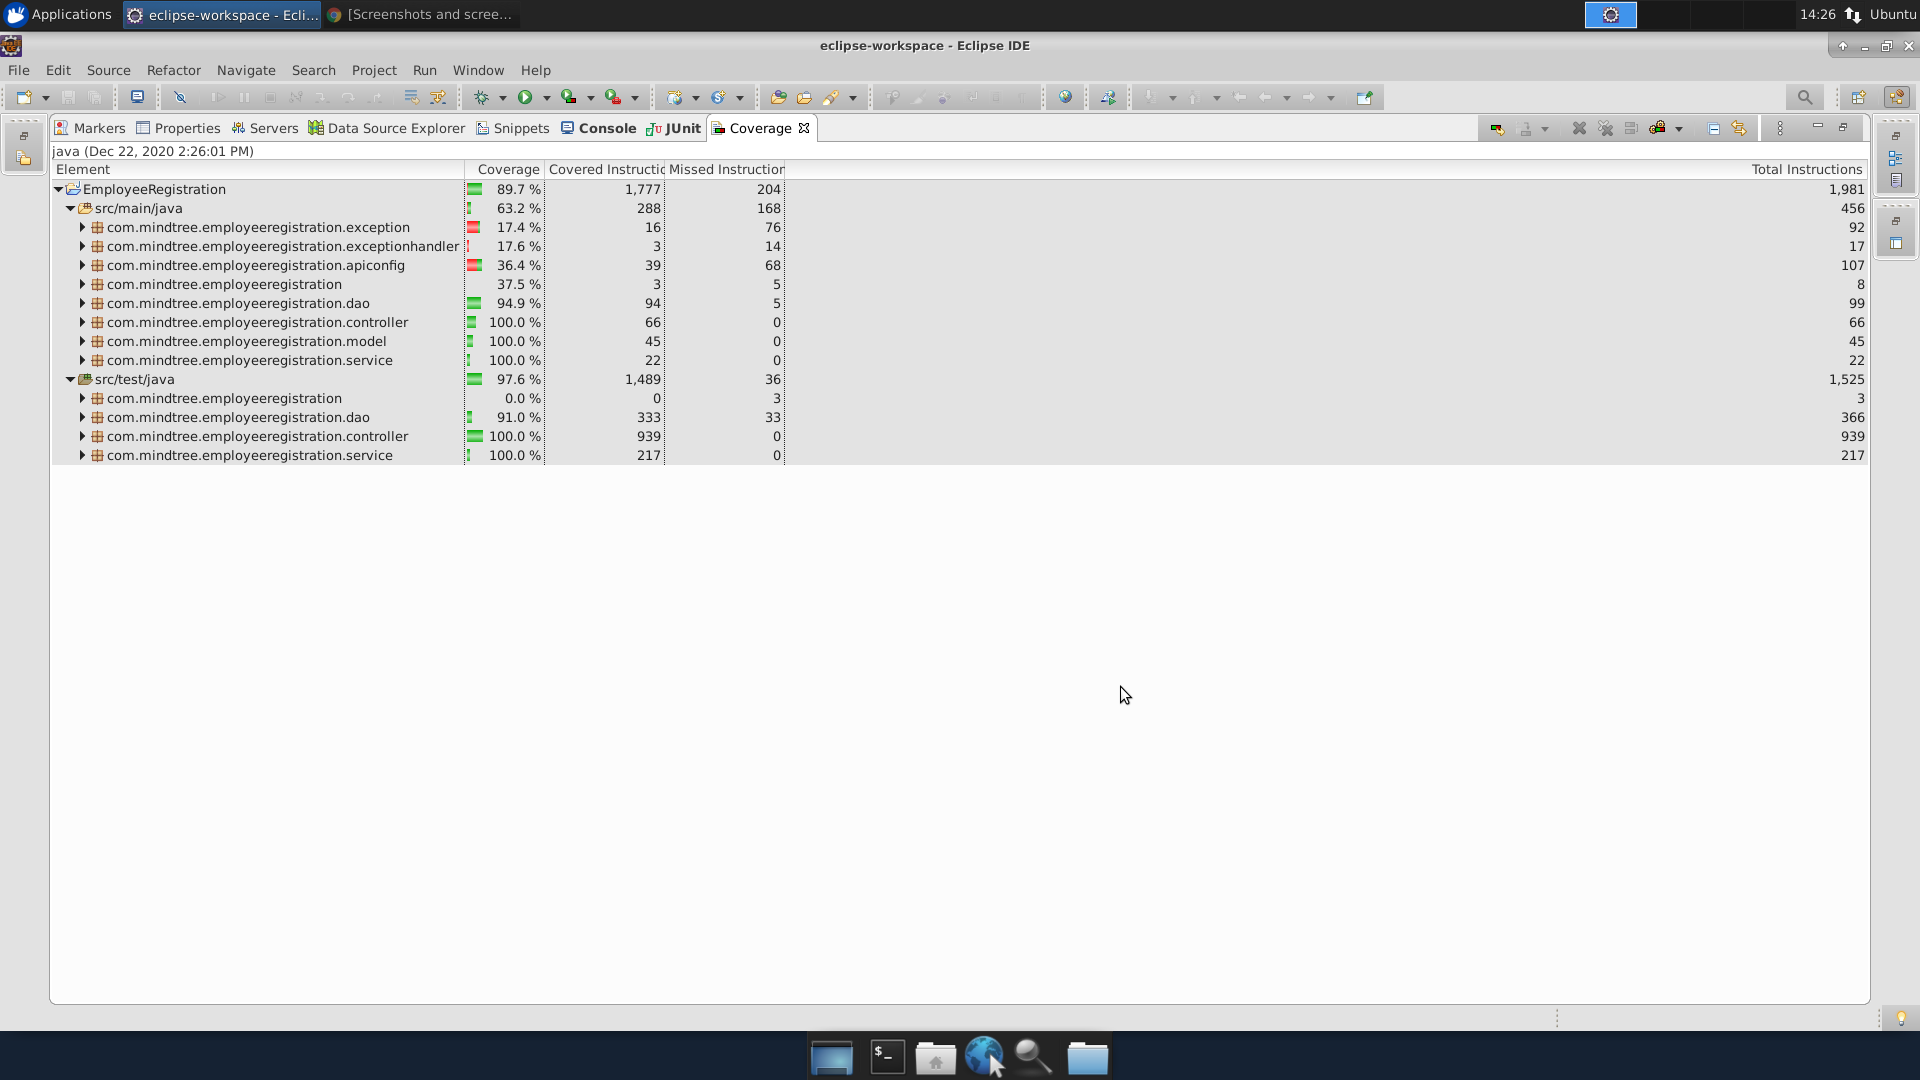 Applications eclipse-workspace - Ecli... [Screenshots and scree... 14:26 Ubuntu
eclipse-workspace - Eclipse IDE
File Edit Source Refactor Navigate Search Project Run Window Help
Markers Properties Servers Data Source Explorer Snippets Console JUnit Coverage
java (Dec 22, 2020 2:26:01 PM)
Element Coverage Covered Instructio Missed Instruction Total Instructions
EmployeeRegistration 89.7 % 1,777 204 1,981
src/main/java 63.2 % 288 168 456
com.mindtree.employeeregistration.exception 17.4 % 16 76 92
com.mindtree.employeeregistration.exceptionhandler 17.6 % 3 14 17
com.mindtree.employeeregistration.apiconfig 36.4 % 39 68 107
com.mindtree.employeeregistration 37.5 % 3 5 8
com.mindtree.employeeregistration.dao 94.9 % 94 5 99
com.mindtree.employeeregistration.controller 100.0 % 66 0 66
com.mindtree.employeeregistration.model 100.0 % 45 0 45
com.mindtree.employeeregistration.service 100.0 % 22 0 22
src/test/java 97.6 % 1,489 36 1,525
com.mindtree.employeeregistration 0.0 % 0 3 3
com.mindtree.employeeregistration.dao 91.0 % 333 33 366
com.mindtree.employeeregistration.controller 100.0 % 939 0 939
com.mindtree.employeeregistration.service 100.0 % 217 0 217
$_